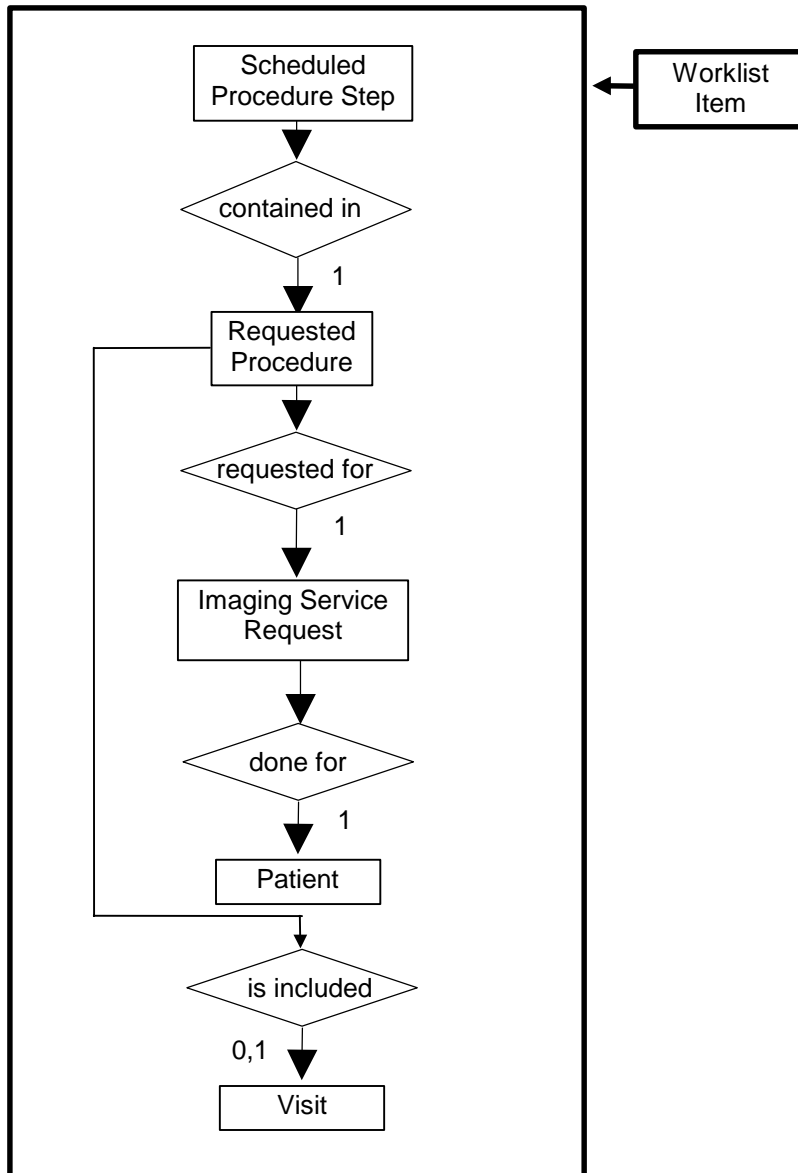 Scheduled
Procedure Step
Worklist
Item
contained in
1
Requested
Procedure
requested for
1
Imaging Service
Request
done for
1
Patient
is included
0,1
Visit